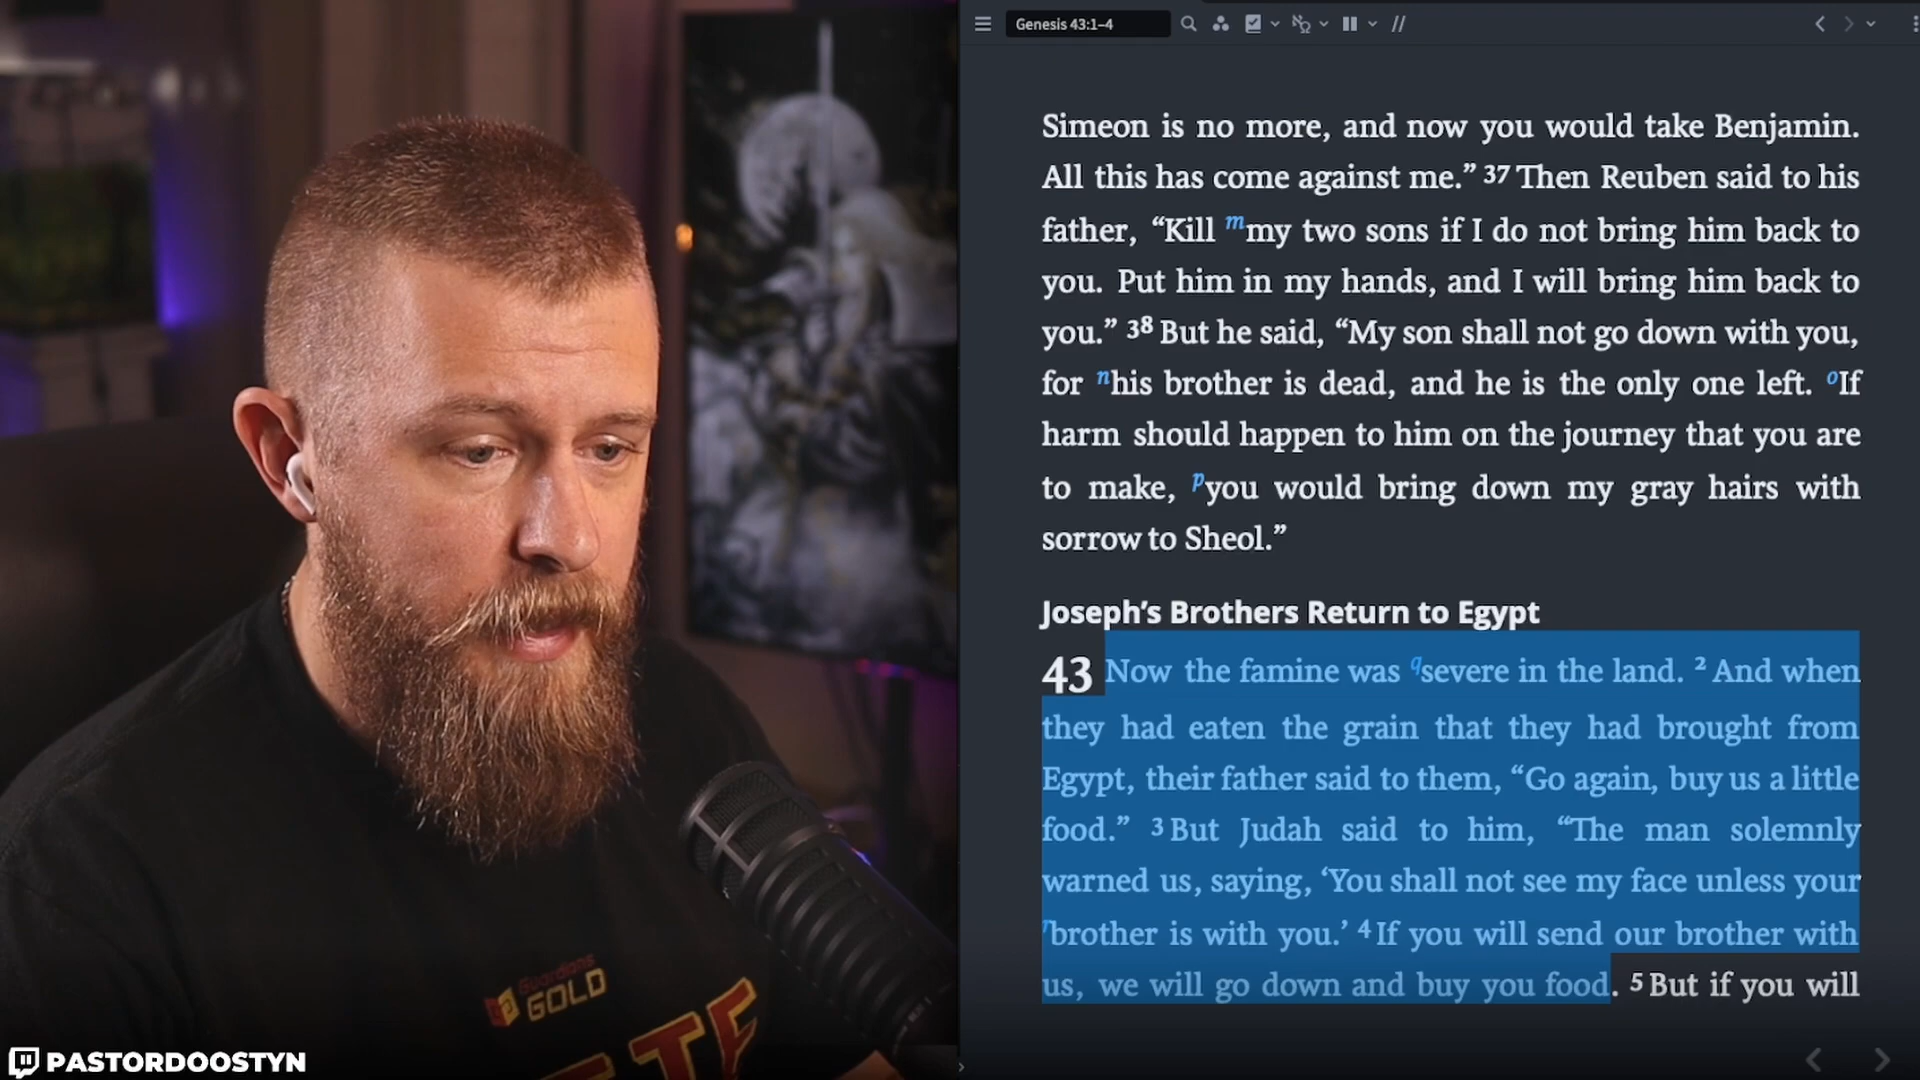 Genesis 43:1–4
Simeon is no more, and now you would take Benjamin.
All this has come against me.” 37 Then Reuben said to his
father, “Kill m my two sons if I do not bring him back to
you. Put him in my hands, and I will bring him back to
you.” 38 But he said, “My son shall not go down with you,
for n his brother is dead, and he is the only one left. o If
harm should happen to him on the journey that you are
to make, p you would bring down my gray hairs with
sorrow to Sheol.”
Joseph’s Brothers Return to Egypt
43 Now the famine was q severe in the land. 2 And when
they had eaten the grain that they had brought from
Egypt, their father said to them, “Go again, buy us a little
food.” 3 But Judah said to him, “The man solemnly
warned us, saying, ‘You shall not see my face unless your
brother is with you.’ 4 If you will send our brother with
us, we will go down and buy you food. 5 But if you will
Guardians
GOLD
PASTORDOOSTYN